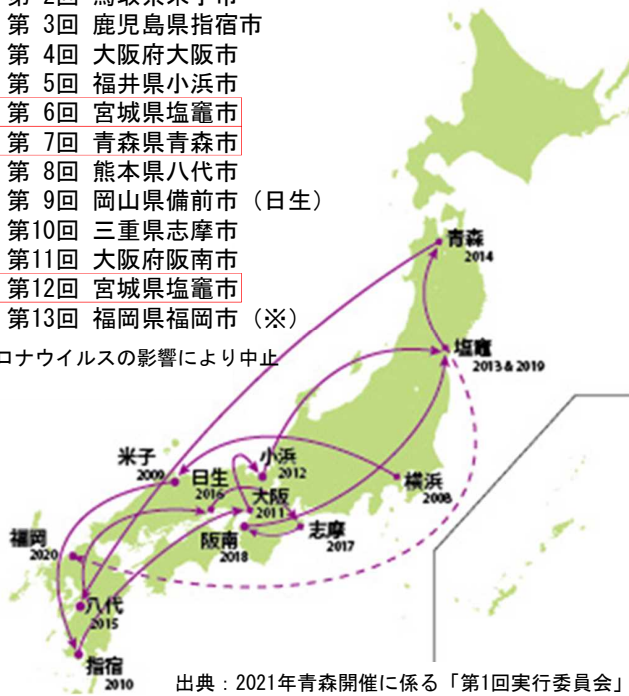 第 2回 鳥取県米子市
第 3回 鹿児島県指宿市
第 4回 大阪府大阪市
第 5回 福井県小浜市
第 6回 宮城県塩竈市
第 7回 青森県青森市
第 8回 熊本県八代市
第 9回 岡山県備前市（日生）
第10回 三重県志摩市
第11回 大阪府阪南市
第12回 宮城県塩竈市
第13回 福岡県福岡市（※）
ロナウイルスの影響により中止
青森
2014
塩竈
2013＆2019
米子
2009
小浜
2012
日生
2016
大阪
2011
横浜
2008
福岡
2020
阪南
2018
志摩
2017
八代
2015
指宿
2010
出典：2021年青森開催に係る「第1回実行委員会」